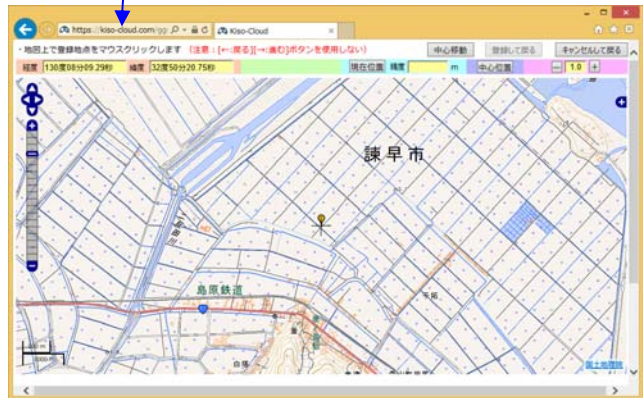 https://kiso-cloud.com/gg
Kiso-Cloud
・地図上で登録地点をマウスクリックします (注意：[←:戻る][→:進む]ボタンを使用しない)
中心移動 登録して戻る キャンセルして戻る
経度 130度08分09.29秒 緯度 32度50分20.75秒 現在位置 精度 m 中心位置 1.0
諫早市
島原鉄道
白塔
国土地理院